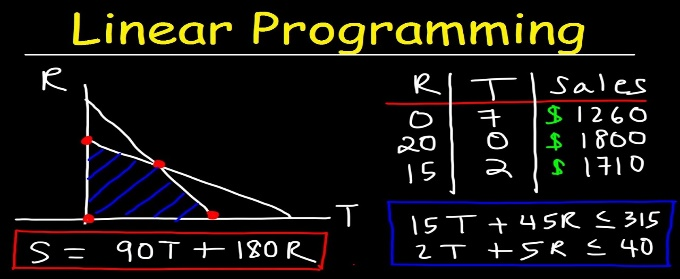 Linear Programming
R
T
S = 90T + 180R
R T Sales
0 7 $ 1260
20 0 $ 1800
15 2 $ 1710
15T + 45R ≤ 315
2T + 5R ≤ 40